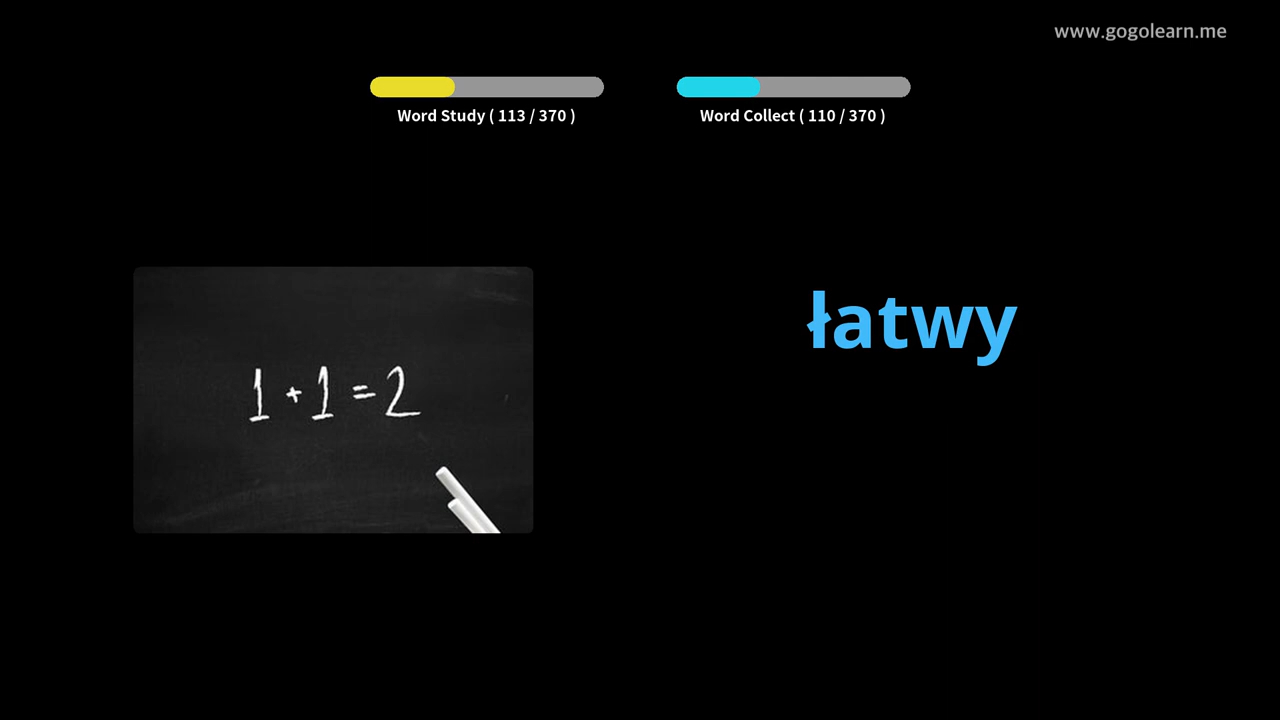 www.gogolearn.me
Word Study ( 113 / 370 )
Word Collect ( 110 / 370 )
łatwy
1 + 1 = 2